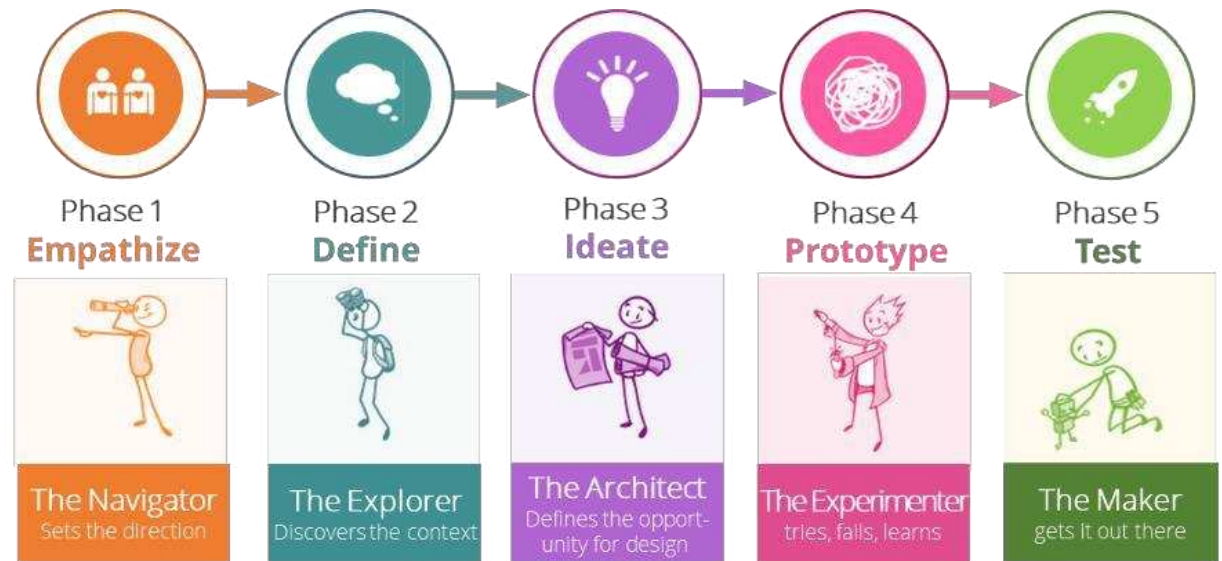 Phase 1
Empathize
Phase 2
Define
Phase 3
Ideate
Phase 4
Prototype
Phase 5
Test
The Navigator
Sets the direction
The Explorer
Discovers the context
The Architect
Defines the opport-
unity for design
The Experimenter
tries, fails, learns
The Maker
gets it out there